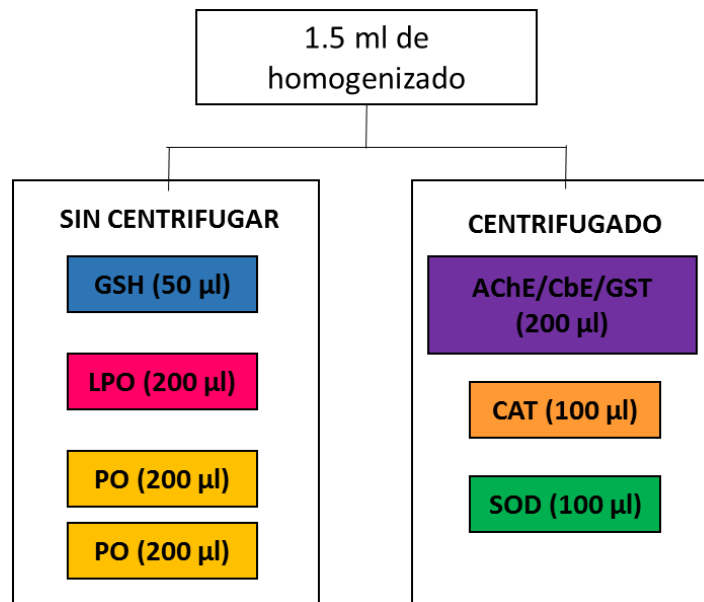 1.5 ml de
homogenizado
SIN CENTRIFUGAR
GSH (50 µl)
LPO (200 µl)
PO (200 µl)
PO (200 µl)
CENTRIFUGADO
AChE/CbE/GST
(200 µl)
CAT (100 µl)
SOD (100 µl)